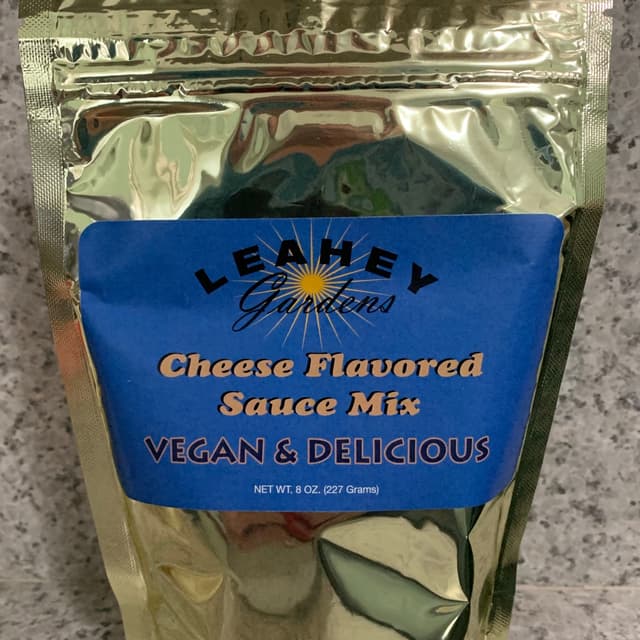 LEAHEY
Gardens
Cheese Flavored
Sauce Mix
VEGAN & DELICIOUS
NET WT. 8 OZ. (227 Grams)